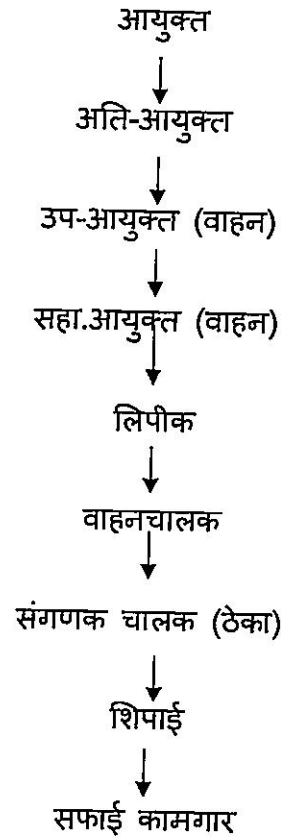 आयुक्त
अति-आयुक्त
उप-आयुक्त (वाहन)
सहा.आयुक्त (वाहन)
लिपीक
वाहनचालक
संगणक चालक (ठेका)
शिपाई
सफाई कामगार